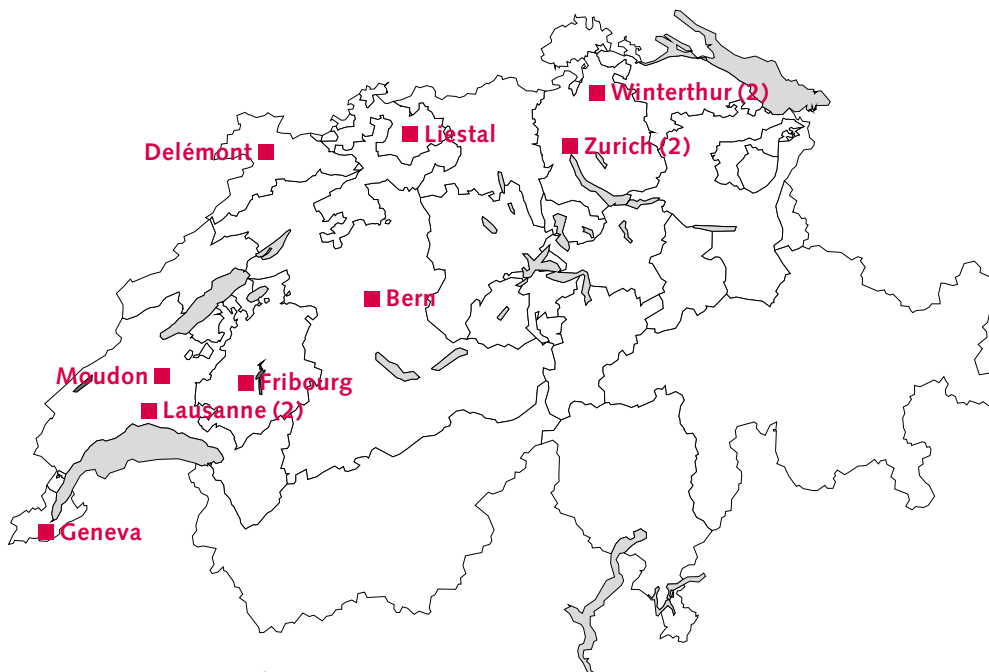 Winterthur (2)
Liestal
Zurich (2)
Delémont
Bern
Moudon
Fribourg
Lausanne (2)
Geneva